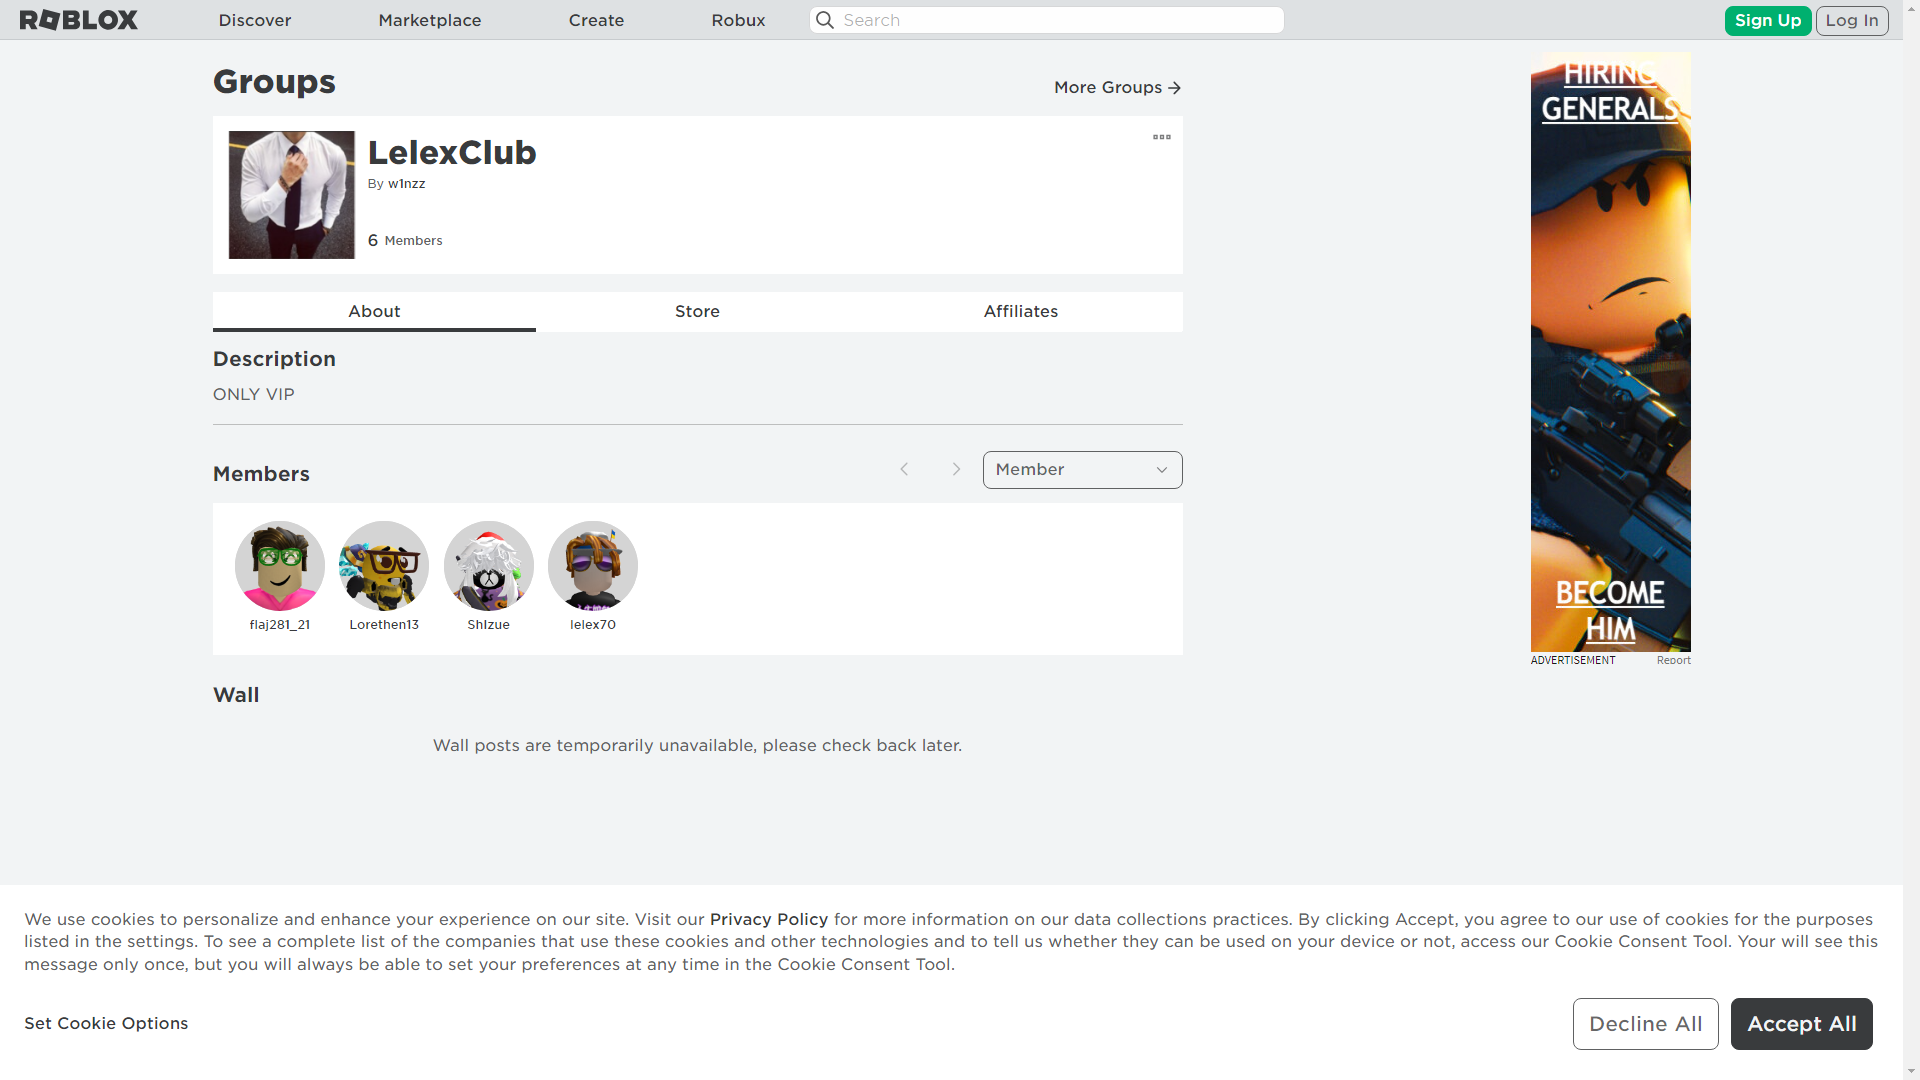 ROBLOX
Discover
Marketplace
Create
Robux
Search
Sign Up
Log In
Groups
More Groups
LelexClub
By w1nzz
6 Members
About
Store
Affiliates
Description
ONLY VIP
Members
Member
flaj281_21
Lorethen13
ShIzue
lelex70
Wall
Wall posts are temporarily unavailable, please check back later.
HIRING
GENERALS
BECOME
HIM
ADVERTISEMENT
Report
We use cookies to personalize and enhance your experience on our site. Visit our Privacy Policy for more information on our data collections practices. By clicking Accept, you agree to our use of cookies for the purposes
listed in the settings. To see a complete list of the companies that use these cookies and other technologies and to tell us whether they can be used on your device or not, access our Cookie Consent Tool. Your will see this
message only once, but you will always be able to set your preferences at any time in the Cookie Consent Tool.
Set Cookie Options
Decline All
Accept All